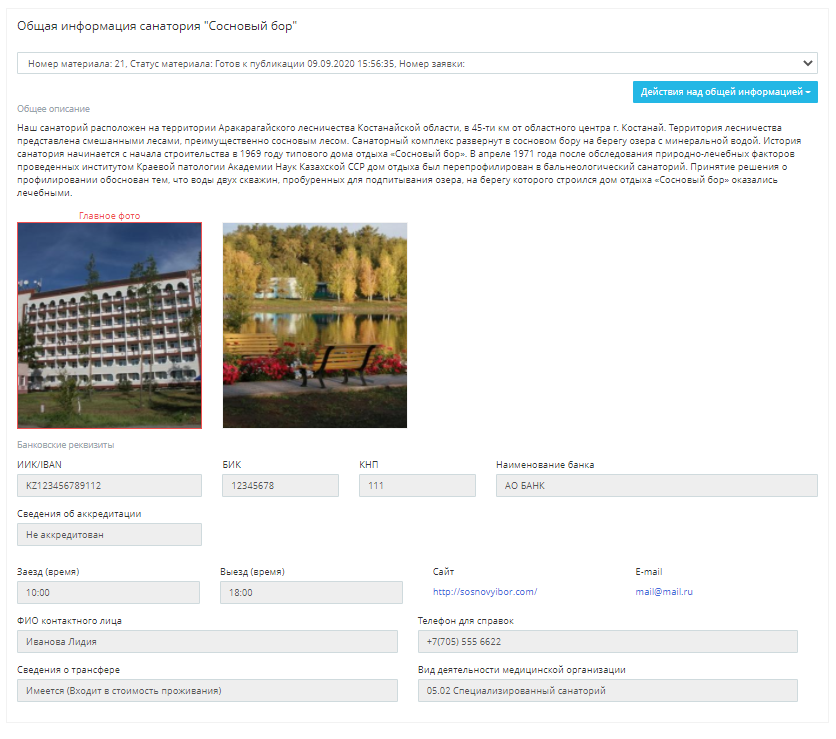 Общая информация санатория "Сосновый бор"
Номер материала: 21, Статус материала: Готов к публикации 09.09.2020 15:56:35, Номер заявки:
Действия над общей информацией
Общее описание
Наш санаторий расположен на территории Аракарагайского лесничества Костанайской области, в 45-ти км от областного центра г. Костанай. Территория лесничества
представлена смешанными лесами, преимущественно сосновым лесом. Санаторный комплекс развернут в сосновом бору на берегу озера с минеральной водой. История
санатория начинается с начала строительства в 1969 году типового дома отдыха «Сосновый бор». В апреле 1971 года после обследования природно-лечебных факторов
проведенных институтом Краевой патологии Академии Наук Казахской ССР дом отдыха был перепрофилирован в бальнеологический санаторий. Принятие решения о
профилировании обоснован тем, что воды двух скважин, пробуренных для подпитывания озера, на берегу которого строился дом отдыха «Сосновый бор» оказались
лечебными.
Главное фото
Банковские реквизиты
ИИК/IBAN БИК КНП Наименование банка
KZ123456789112 12345678 111 АО БАНК
Сведения об аккредитации
Не аккредитован
Заезд (время) Выезд (время) Сайт E-mail
10:00 18:00 http://sosnovyibor.com/ mail@mail.ru
ФИО контактного лица Телефон для справок
Иванова Лидия +7(705) 555 6622
Сведения о трансфере Вид деятельности медицинской организации
Имеется (Входит в стоимость проживания) 05.02 Специализированный санаторий